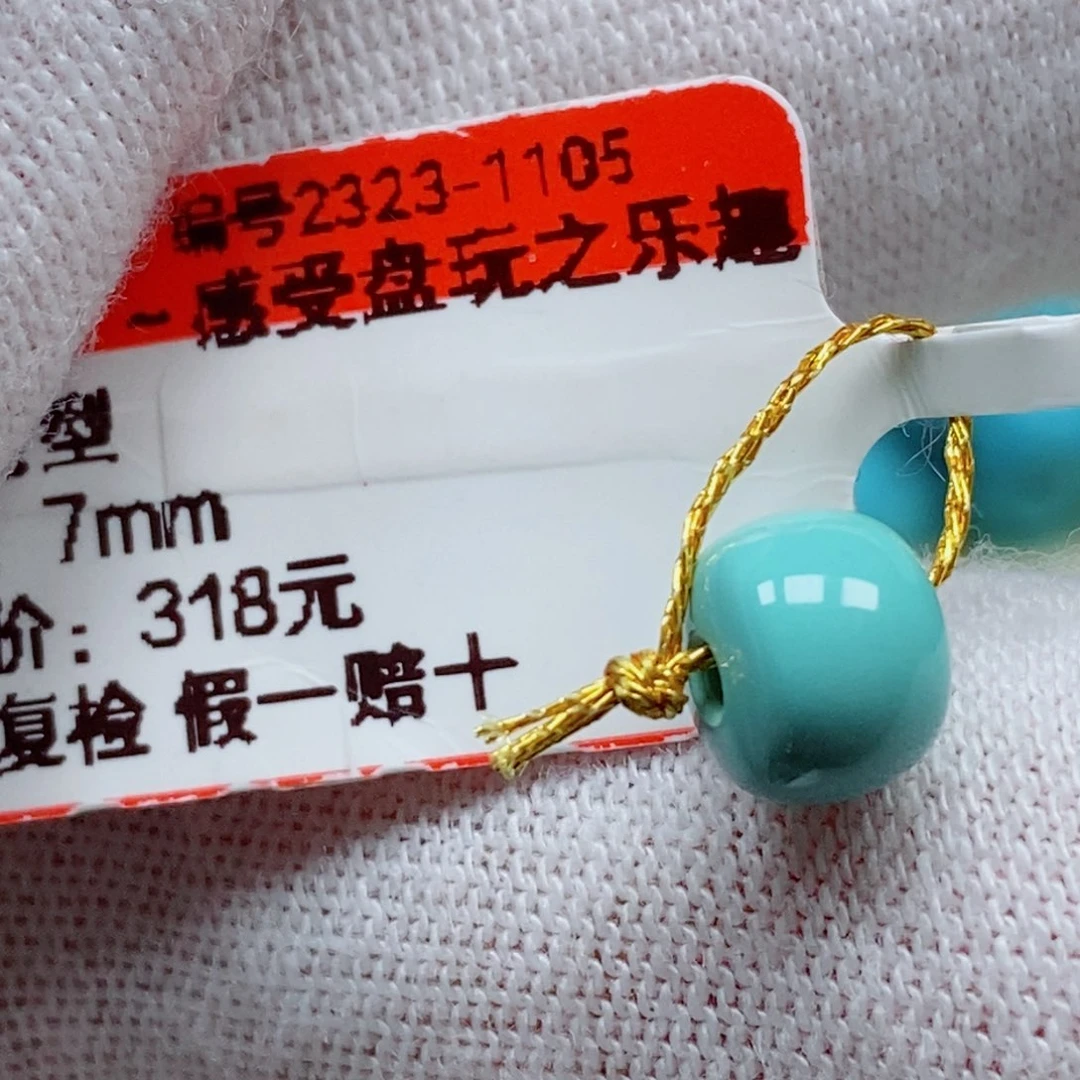 编号2323-1105
-感受盘玩之乐趣
型
7mm
价：318元
复检 假一赔十